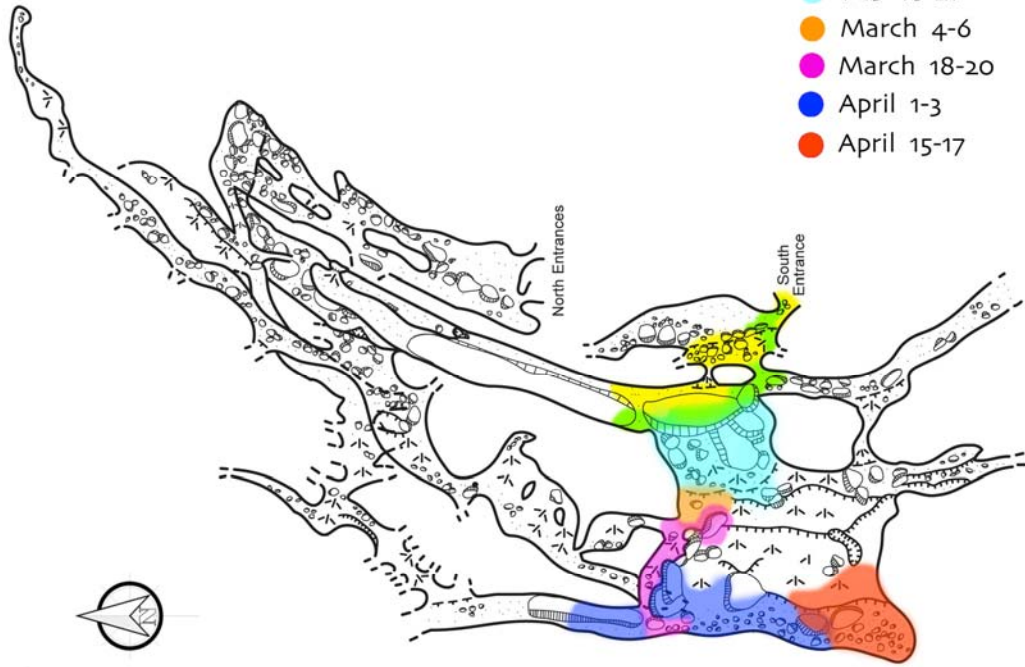 March 4-6
March 18-20
April 1-3
April 15-17
North Entrances
South
Entrance
N